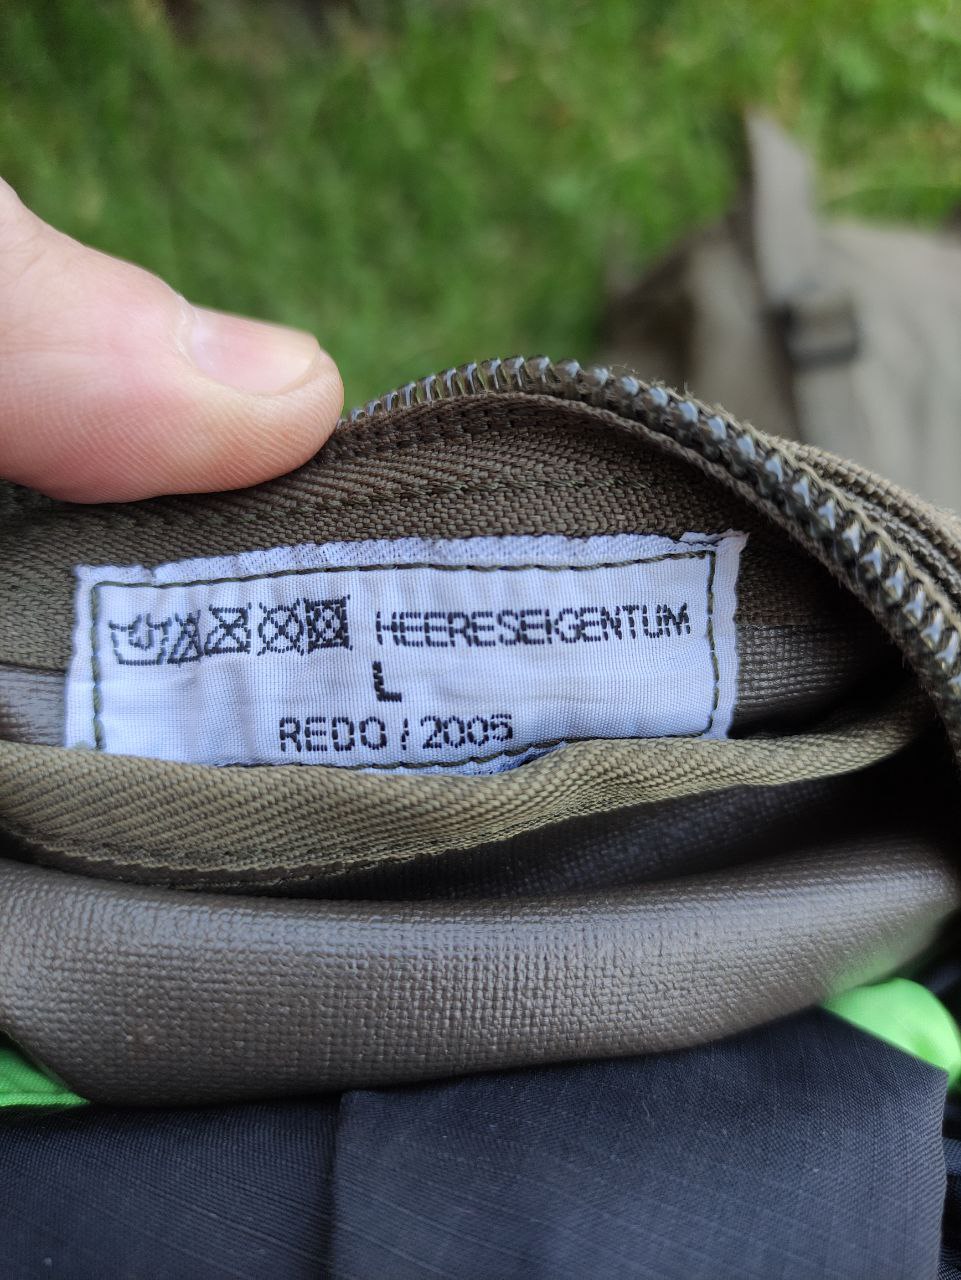 HEERESEIGENTUM
L
REDO / 2005